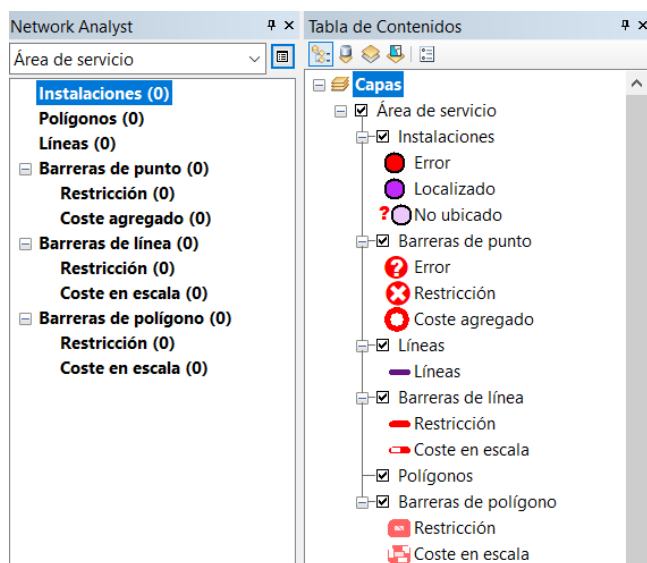 Network Analyst
Área de servicio
Instalaciones (0)
Polígonos (0)
Líneas (0)
Barreras de punto (0)
Restricción (0)
Coste agregado (0)
Barreras de línea (0)
Restricción (0)
Coste en escala (0)
Barreras de polígono (0)
Restricción (0)
Coste en escala (0)
Tabla de Contenidos
Capas
Área de servicio
Instalaciones
Error
Localizado
? No ubicado
Barreras de punto
? Error
Restricción
Coste agregado
Líneas
Líneas
Barreras de línea
Restricción
Coste en escala
Polígonos
Barreras de polígono
Restricción
Coste en escala